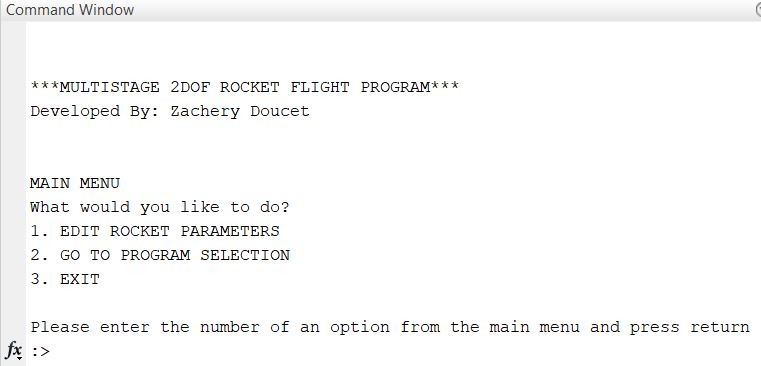 Command Window
***MULTISTAGE 2DOF ROCKET FLIGHT PROGRAM***
Developed By: Zachery Doucet
MAIN MENU
What would you like to do?
1. EDIT ROCKET PARAMETERS
2. GO TO PROGRAM SELECTION
3. EXIT
Please enter the number of an option from the main menu and press return
fx :>